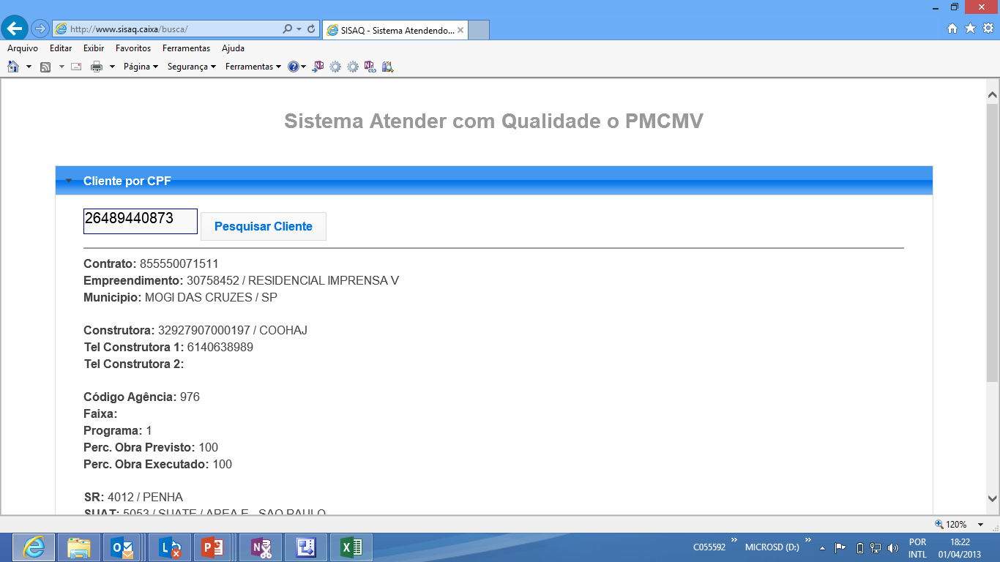 http://www.sisaq.caixa/busca/
SISAQ - Sistema Atendendo...
Arquivo Editar Exibir Favoritos Ferramentas Ajuda
Página Segurança Ferramentas
Sistema Atender com Qualidade o PMCMV
Cliente por CPF
26489440873
Pesquisar Cliente
Contrato: 855550071511
Empreendimento: 30758452 / RESIDENCIAL IMPRENSA V
Municipio: MOGI DAS CRUZES / SP
Construtora: 32927907000197 / COOHAJ
Tel Construtora 1: 6140638989
Tel Construtora 2:
Código Agência: 976
Faixa:
Programa: 1
Perc. Obra Previsto: 100
Perc. Obra Executado: 100
SR: 4012 / PENHA
SUAT: 5053 / SUATE / AREA E - SAO PAULO
120%
C055592 MICROSD (D:)
POR
INTL
18:22
01/04/2013